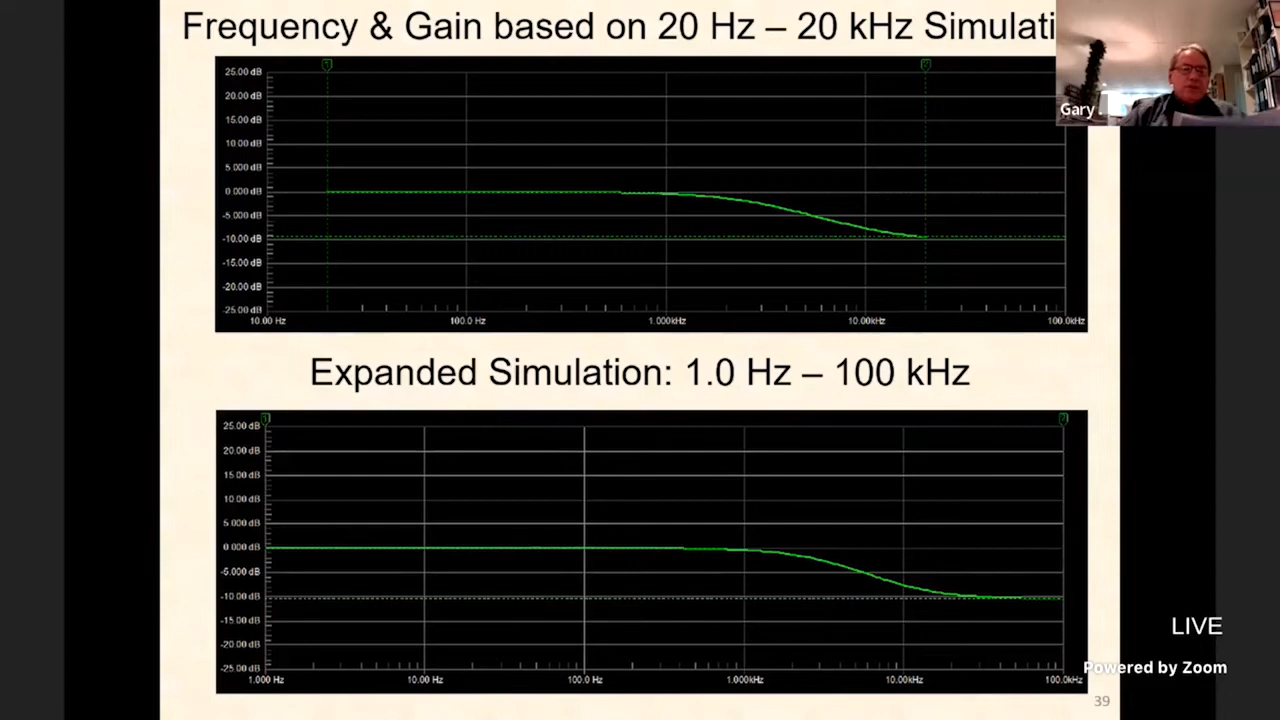 Frequency & Gain based on 20 Hz – 20 kHz Simulati
1
2
25.00 dB
20.00 dB
15.00 dB
10.00 dB
5.000 dB
0.000 dB
-5.000 dB
-10.00 dB
-15.00 dB
-20.00 dB
-25.00 dB
10.00 Hz 100.0 Hz 1.000kHz 10.00kHz 100.0kHz
Gary .
Expanded Simulation: 1.0 Hz – 100 kHz
1
2
25.00 dB
20.00 dB
15.00 dB
10.00 dB
5.000 dB
0.000 dB
-5.000 dB
-10.00 dB
-15.00 dB
-20.00 dB
-25.00 dB
1.000 Hz 10.00 Hz 100.0 Hz 1.000kHz 10.00kHz 100.0kHz
LIVE
Powered by Zoom
39